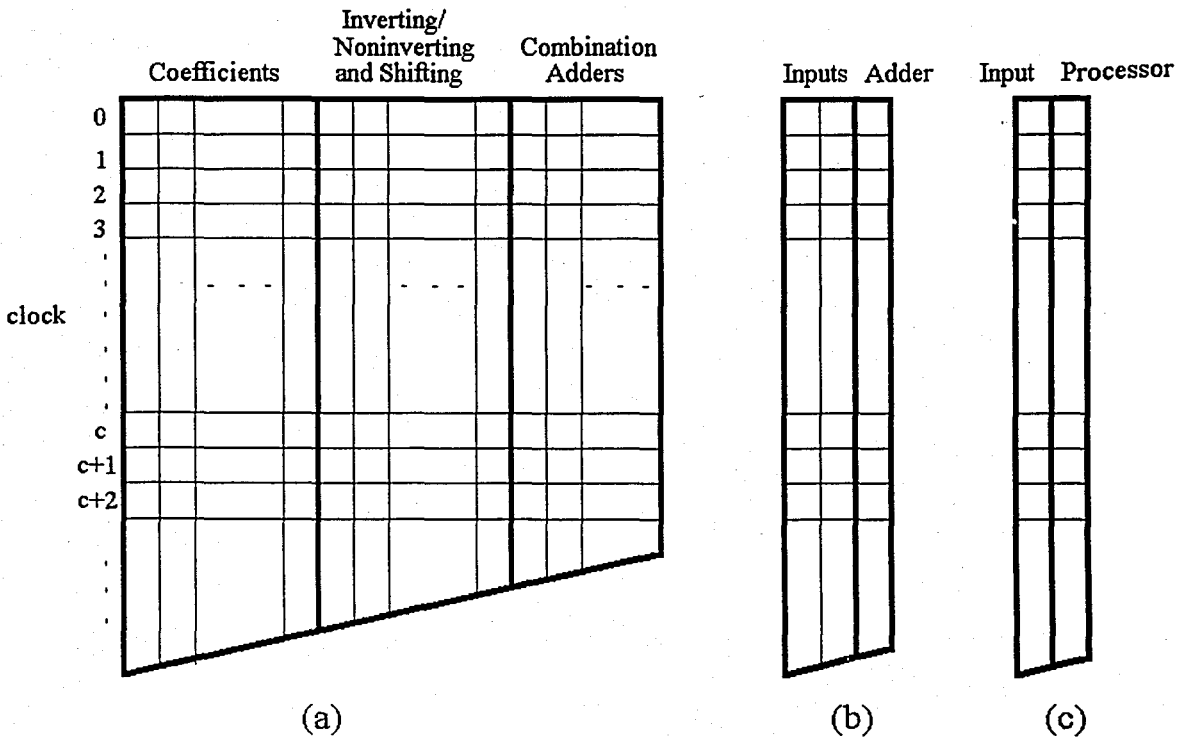 Inverting/
Noninverting
and Shifting
Coefficients
Combination
Adders
Inputs Adder
Input Processor
0
1
2
3
clock
c
c+1
c+2
(a)
(b)
(c)